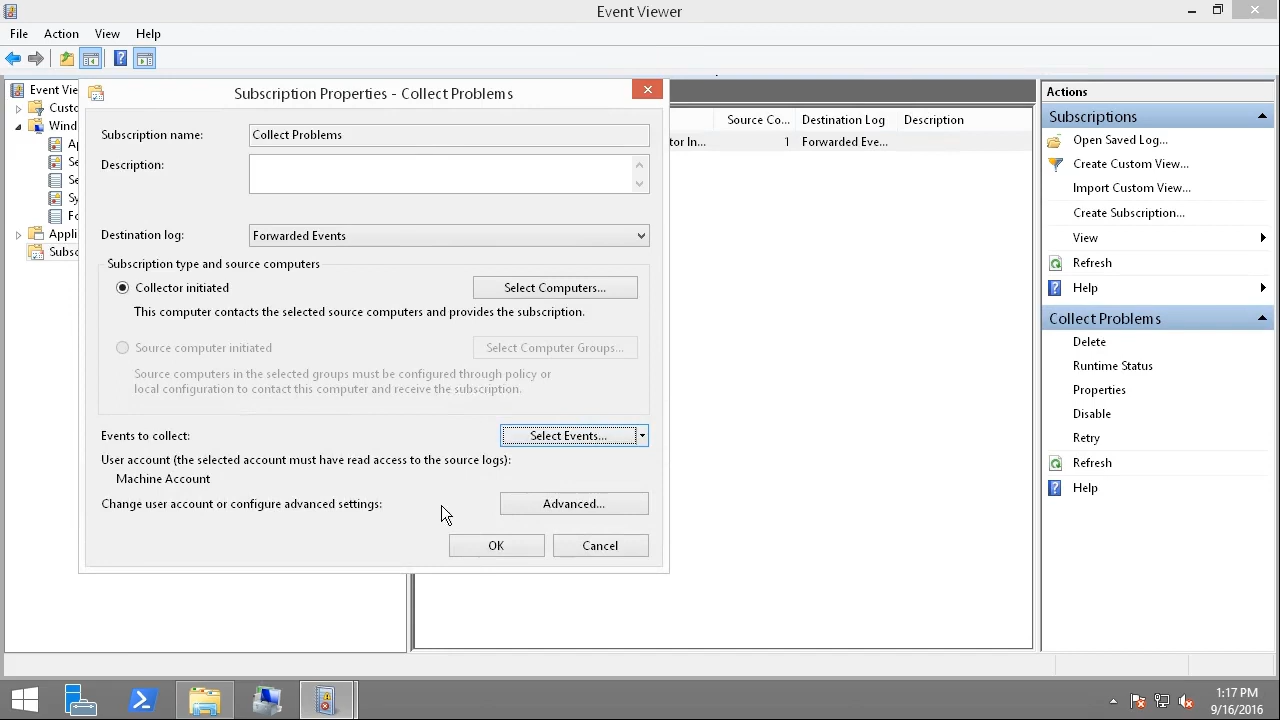 Event Viewer
File Action View Help
Event Vie
Custo
Wind
Ap
Se
Se
Sy
Fo
Appli
Subsc
Subscription Properties - Collect Problems
Subscription name: Collect Problems
Description:
Destination log: Forwarded Events
Subscription type and source computers
Collector initiated Select Computers...
This computer contacts the selected source computers and provides the subscription.
Source computer initiated Select Computer Groups...
Source computers in the selected groups must be configured through policy or
local configuration to contact this computer and receive the subscription.
Events to collect: Select Events...
User account (the selected account must have read access to the source logs):
Machine Account
Change user account or configure advanced settings: Advanced...
OK Cancel
Source Co... Destination Log Description
tor In... 1 Forwarded Eve...
Actions
Subscriptions
Open Saved Log...
Create Custom View...
Import Custom View...
Create Subscription...
View
Refresh
Help
Collect Problems
Delete
Runtime Status
Properties
Disable
Retry
Refresh
Help
1:17 PM
9/16/2016